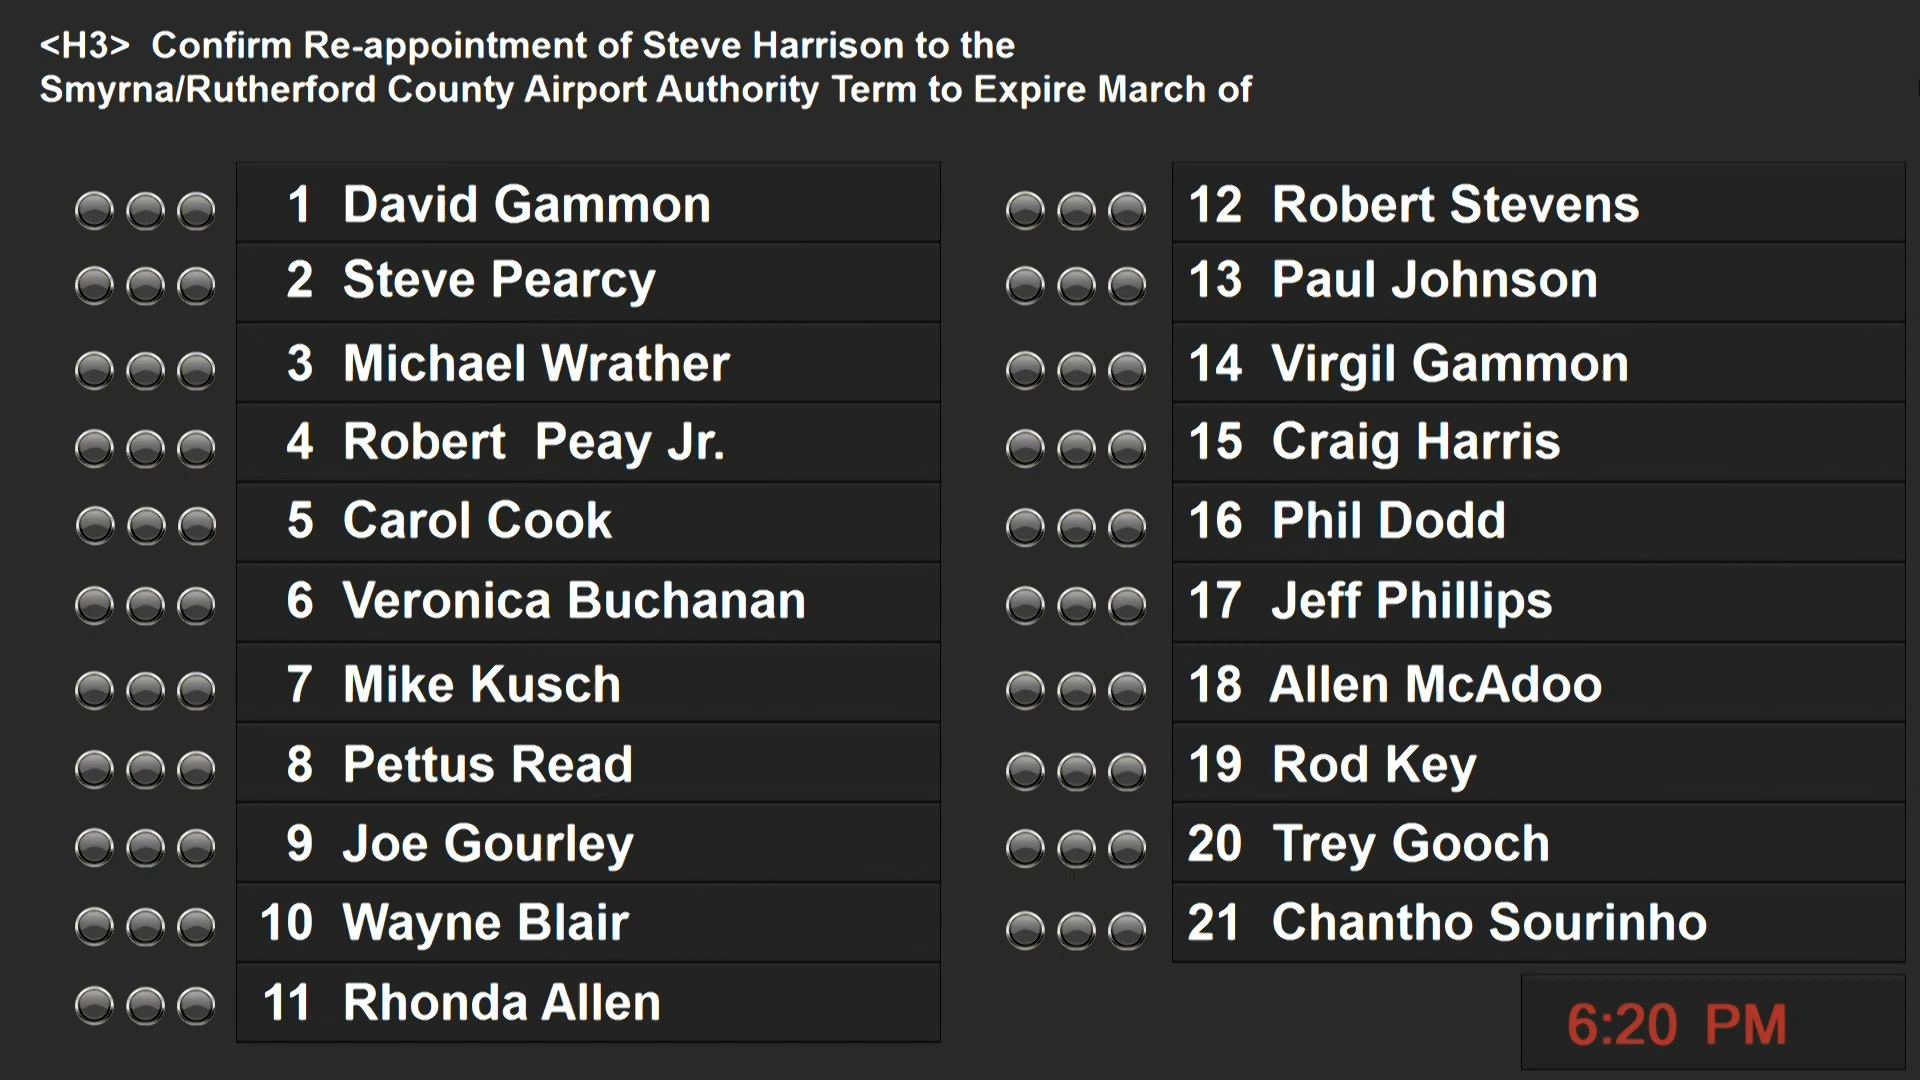 <H3>  Confirm Re-appointment of Steve Harrison to the
Smyrna/Rutherford County Airport Authority Term to Expire March of
1 David Gammon
2 Steve Pearcy
3 Michael Wrather
4 Robert  Peay Jr.
5 Carol Cook
6 Veronica Buchanan
7 Mike Kusch
8 Pettus Read
9 Joe Gourley
10 Wayne Blair
11 Rhonda Allen
12 Robert Stevens
13 Paul Johnson
14 Virgil Gammon
15 Craig Harris
16 Phil Dodd
17 Jeff Phillips
18 Allen McAdoo
19 Rod Key
20 Trey Gooch
21 Chantho Sourinho
6:20 PM